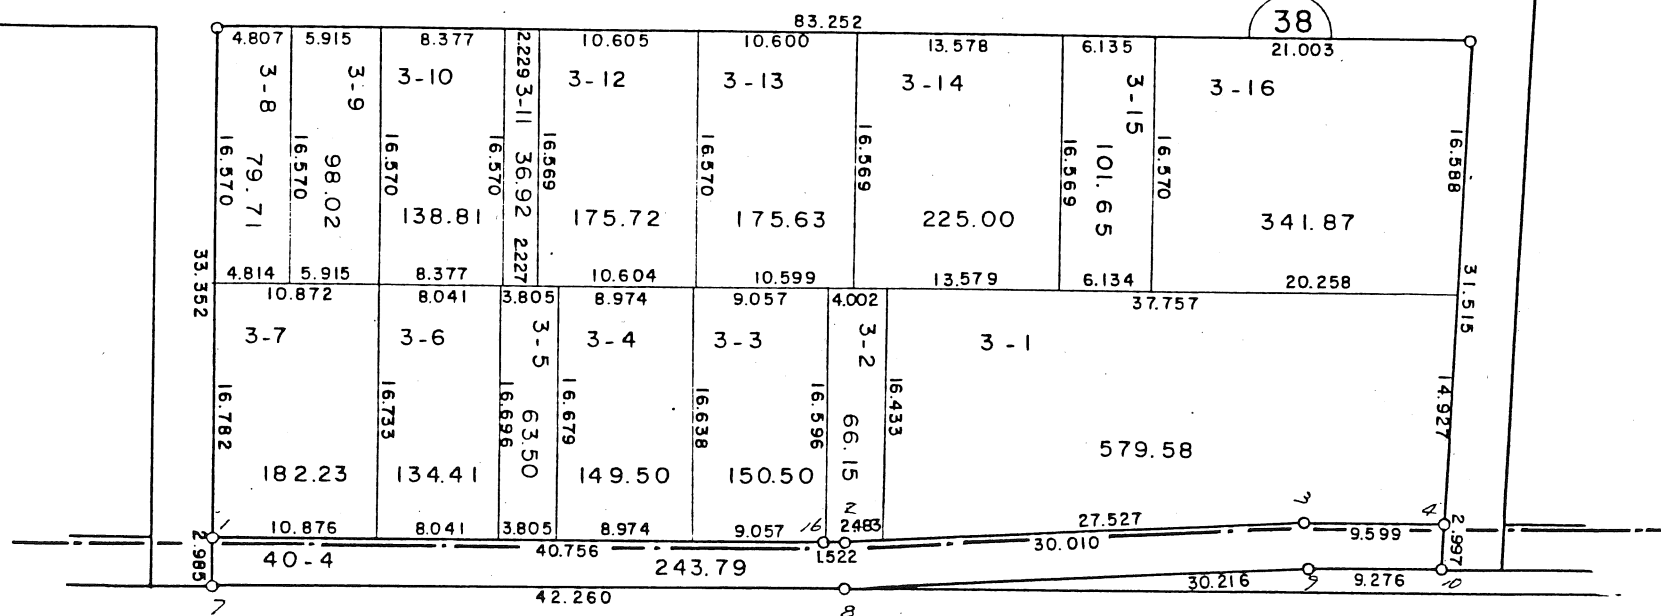 83.252
38
4.807 5.915 8.377 2.229 10.605 10.600 13.578 6.135 21.003
3-8 3-9 3-10 3-11 3-12 3-13 3-14 3-15 3-16
16.570 16.570 16.570 16.570 16.569 16.570 16.569 16.569 16.570 16.588
79.71 98.02 138.81 36.92 175.72 175.63 225.00 101.65 341.87
4.814 5.915 8.377 2.227 10.604 10.599 13.579 6.134 20.258
33.352 31.515
10.872 8.041 3.805 8.974 9.057 4.002 37.757
3-7 3-6 3-5 3-4 3-3 3-2 3-1
16.782 16.733 16.696 16.679 16.638 16.596 16.433 14.927
182.23 134.41 63.50 149.50 150.50 66.15 579.58
1 10.876 8.041 3.805 8.974 9.057 16 2 2.483 27.527 3 4
2.985 40.756 1.522 30.010 9.599 2.997
40-4 243.79
7 42.260 8 30.216 9 9.276 10